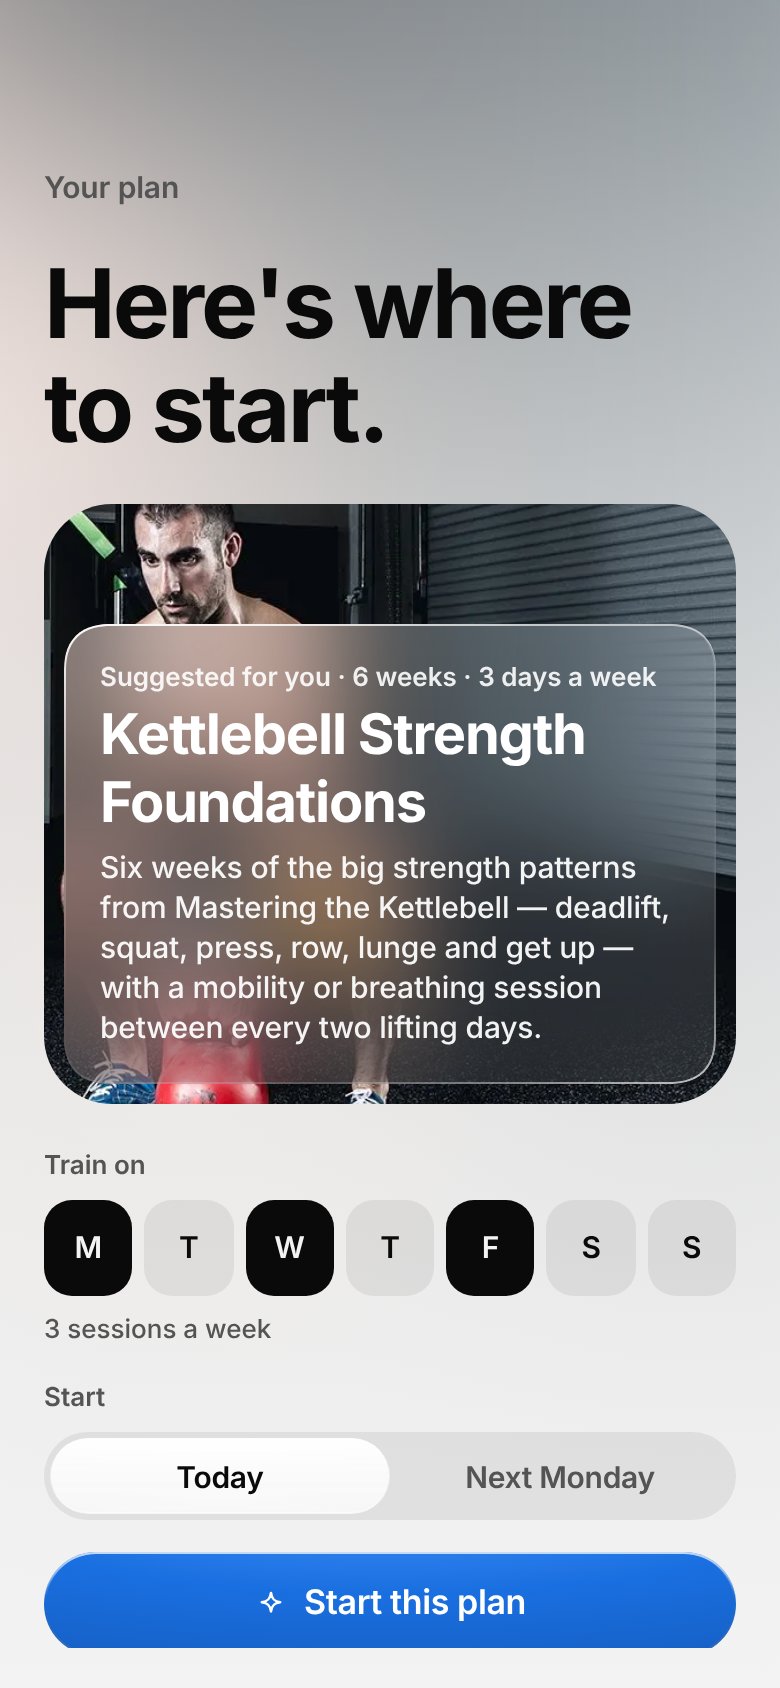 Your plan
Here's where
to start.
Suggested for you · 6 weeks · 3 days a week
Kettlebell Strength
Foundations
Six weeks of the big strength patterns
from Mastering the Kettlebell — deadlift,
squat, press, row, lunge and get up —
with a mobility or breathing session
between every two lifting days.
Train on
M T W T F S S
3 sessions a week
Start
Today Next Monday
Start this plan